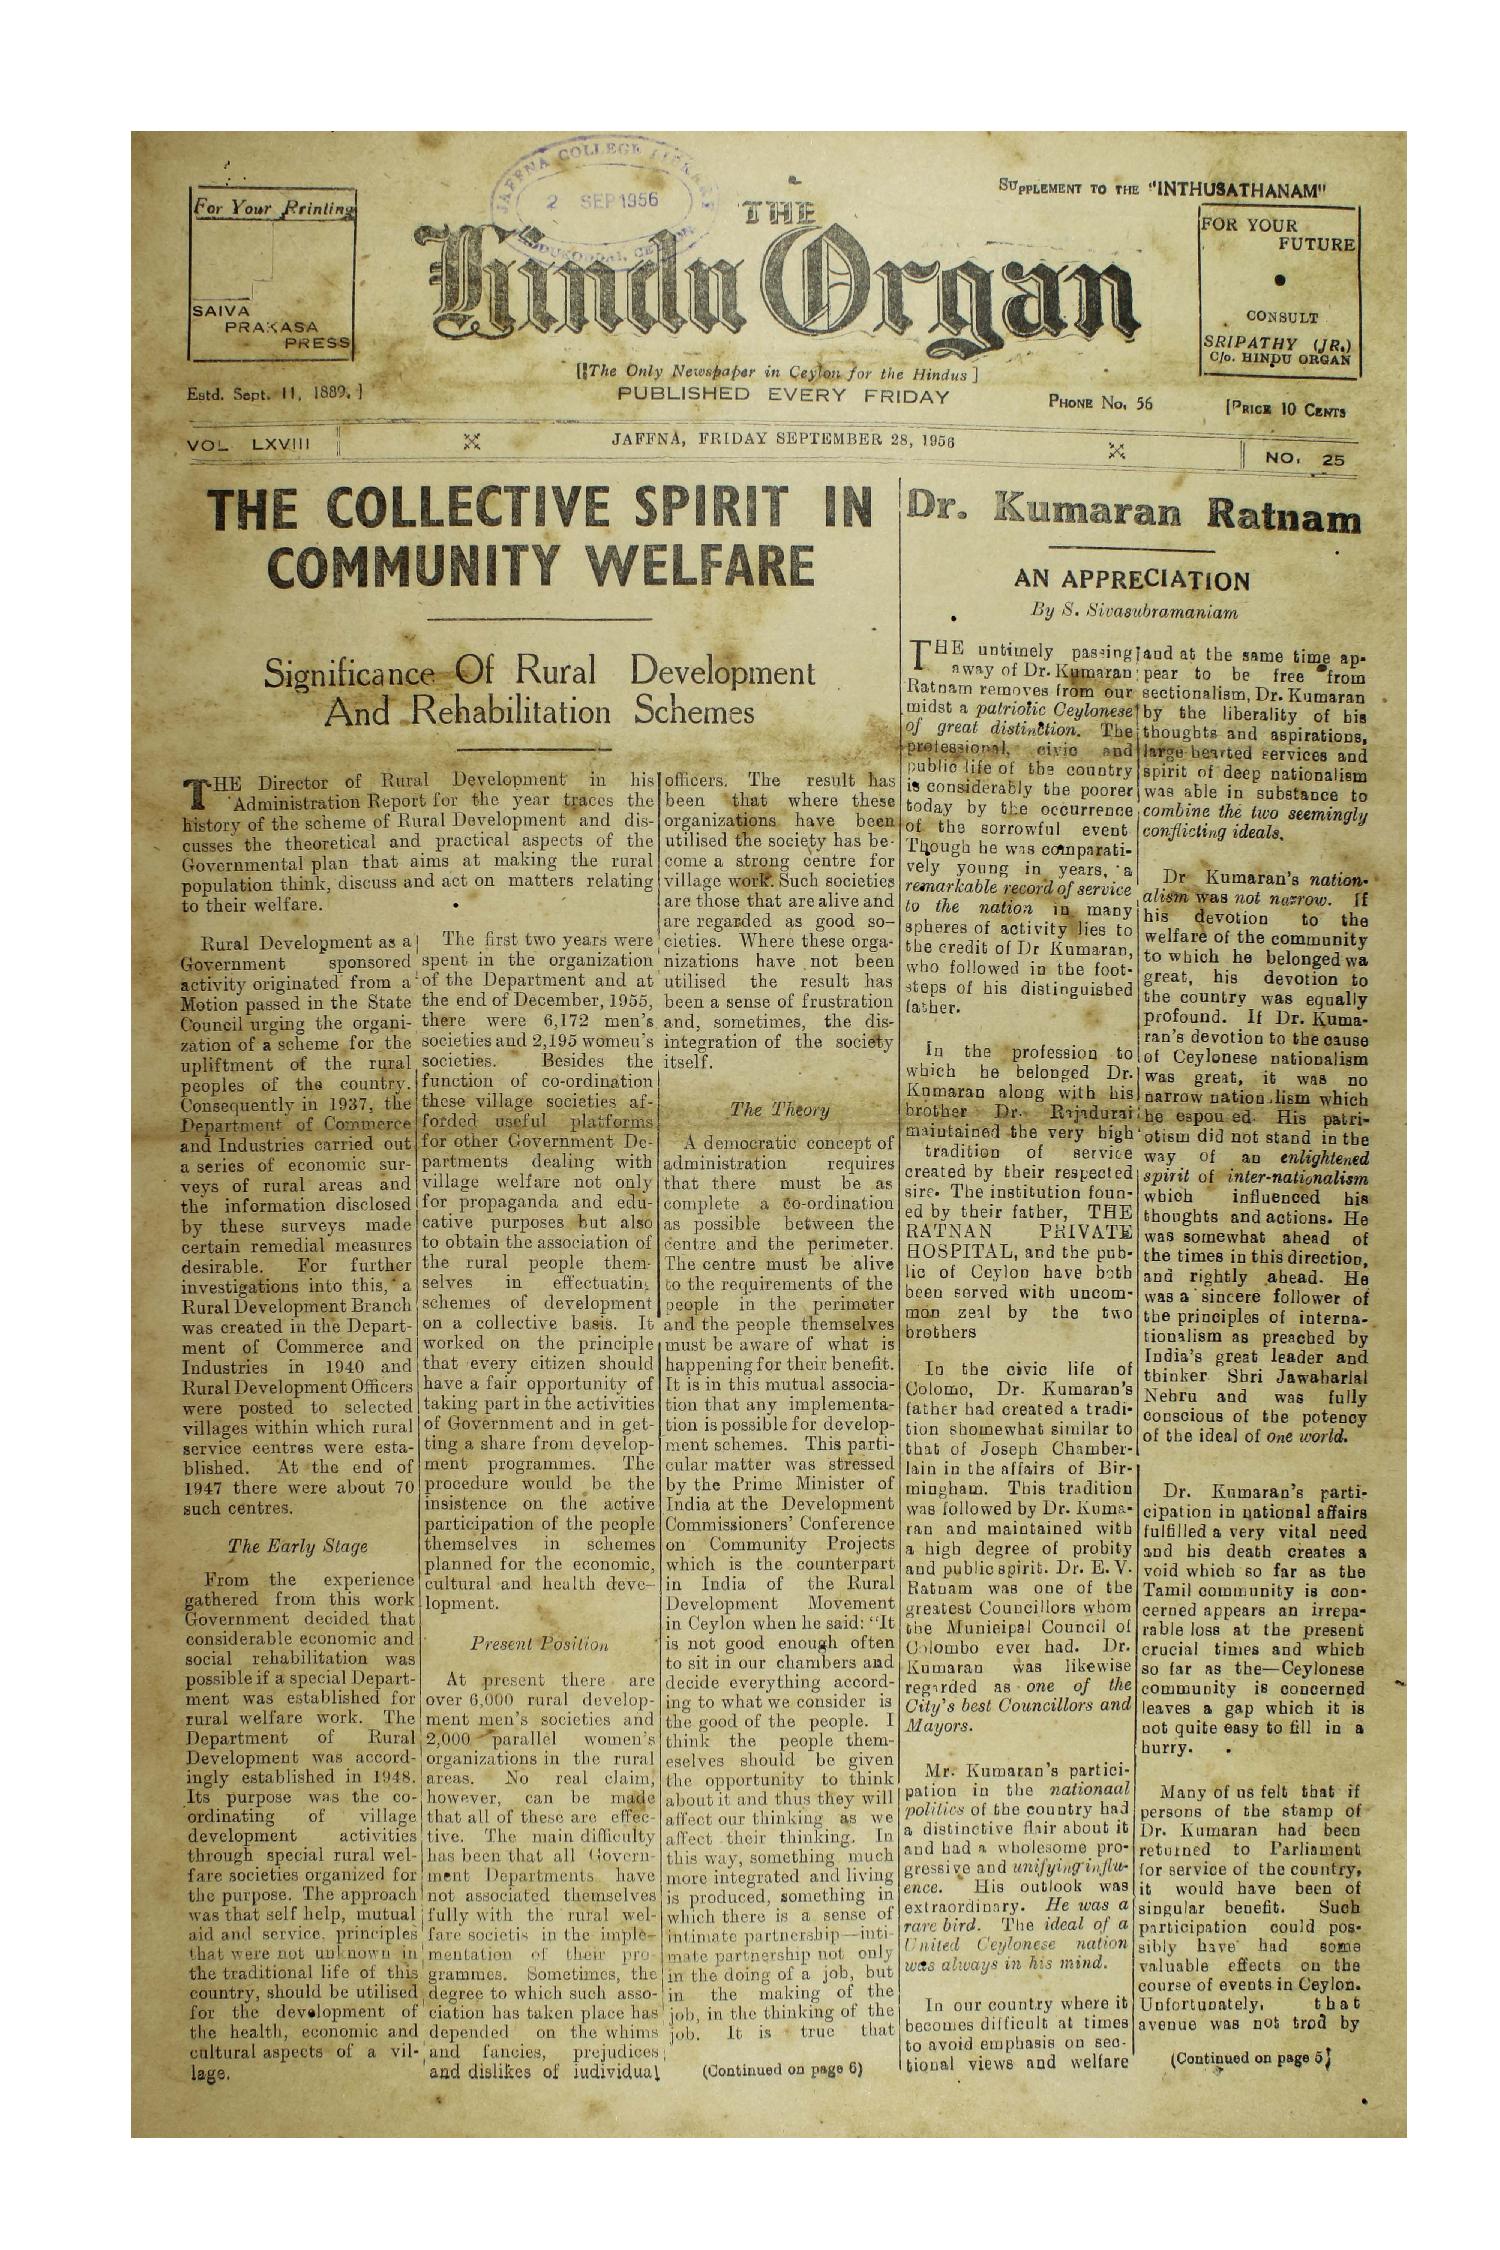 JAFFNA COLLEGE
2 SEP 1956
SUPPLEMENT TO THE "INTHUSATHANAM"
For Your Printing
SAIVA
PRAKASA
PRESS
THE
Hindu Organ
FOR YOUR
FUTURE
CONSULT
SRIPATHY (JR.)
C/o. HINDU ORGAN
[The Only Newspaper in Ceylon for the Hindus]
Estd. Sept. 11, 1889. ]
PUBLISHED EVERY FRIDAY
PHONE No. 56
[PRICE 10 CENTS
VOL LXVIII
JAFFNA, FRIDAY SEPTEMBER 28, 1956
NO. 25
THE COLLECTIVE SPIRIT IN
COMMUNITY WELFARE
Significance Of Rural Development
And Rehabilitation Schemes
THE Director of Rural Development in his
Administration Report for the year traces the
history of the scheme of Rural Development and dis-
cusses the theoretical and practical aspects of the
Governmental plan that aims at making the rural
population think, discuss and act on matters relating
to their welfare.
Rural Development as a
Government sponsored
activity originated from a
Motion passed in the State
Council urging the organi-
zation of a scheme for the
upliftment of the rural
peoples of the country.
Consequently in 1937, the
Department of Commerce
and Industries carried out
a series of economic sur-
veys of rural areas and
the information disclosed
by these surveys made
certain remedial measures
desirable. For further
investigations into this, a
Rural Development Branch
was created in the Depart-
ment of Commerce and
Industries in 1940 and
Rural Development Officers
were posted to selected
villages within which rural
service centres were esta-
blished. At the end of
1947 there were about 70
such centres.
The Early Stage
From the experience
gathered from this work
Government decided that
considerable economic and
social rehabilitation was
possible if a special Depart-
ment was established for
rural welfare work. The
Department of Rural
Development was accord-
ingly established in 1948.
Its purpose was the co-
ordinating of village
development activities
through special rural wel-
fare societies organized for
the purpose. The approach
was that self help, mutual
aid and service, principles
that were not unknown in
the traditional life of this
country, should be utilised
for the development of
the health, economic and
cultural aspects of a vil-
lage.
The first two years were
spent in the organization
of the Department and at
the end of December, 1955,
there were 6,172 men's
societies and 2,195 women's
societies. Besides the
function of co-ordination
these village societies af-
forded useful platforms
for other Government De-
partments dealing with
village welfare not only
for propaganda and edu-
cative purposes but also
to obtain the association of
the rural people them-
selves in effectuating
schemes of development
on a collective basis. It
worked on the principle
that every citizen should
have a fair opportunity of
taking part in the activities
of Government and in get-
ting a share from develop-
ment programmes. The
procedure would be the
insistence on the active
participation of the people
themselves in schemes
planned for the economic,
cultural and health deve-
lopment.
Present Position
At present there are
over 6,000 rural develop-
ment men's societies and
2,000 parallel women's
organizations in the rural
areas. No real claim,
however, can be made
that all of these are effec-
tive. The main difficulty
has been that all Govern-
ment Departments have
not associated themselves
fully with the rural wel-
fare societis in the imple-
mentation of their pro-
grammes. Sometimes, the
degree to which such asso-
ciation has taken place has
depended on the whims
and fancies, prejudices
and dislikes of individual
officers. The result has
been that where these
organizations have been
utilised the society has be-
come a strong centre for
village work. Such societies
are those that are alive and
are regarded as good so-
cieties. Where these orga-
nizations have not been
utilised the result has
been a sense of frustration
and, sometimes, the dis-
integration of the society
itself.
The Theory
A democratic concept of
administration requires
that there must be as
complete a co-ordination
as possible between the
centre and the perimeter.
The centre must be alive
to the requirements of the
people in the perimeter
and the people themselves
must be aware of what is
happening for their benefit.
It is in this mutual associa-
tion that any implementa-
tion is possible for develop-
ment schemes. This parti-
cular matter was stressed
by the Prime Minister of
India at the Development
Commissioners' Conference
on Community Projects
which is the counterpart
in India of the Rural
Development Movement
in Ceylon when he said: "It
is not good enough often
to sit in our chambers and
decide everything accord-
ing to what we consider is
the good of the people. I
think the people them-
eselves should be given
the opportunity to think
about it and thus they will
affect our thinking as we
affect their thinking. In
this way, something much
more integrated and living
is produced, something in
which there is a sense of
intimate partnership—inti-
mate partnership not only
in the doing of a job, but
in the making of the
job, in the thinking of the
job. It is true that
(Continued on page 6)
Dr. Kumaran Ratnam
AN APPRECIATION
By S. Sivasubramaniam
THE untimely passing
away of Dr. Kumaran
Ratnam removes from our
midst a patriotic Ceylonese
of great distinction. The
professional, civic and
public life of the country
is considerably the poorer
today by the occurrence
of the sorrowful event
Though he was comparati-
vely young in years, a
remarkable record of service
to the nation in many
spheres of activity lies to
the credit of Dr Kumaran,
who followed in the foot-
steps of his distinguished
father.
In the profession to
which he belonged Dr.
Kumaran along with his
brother Dr. Rajadurai
maintained the very high
tradition of service
created by their respected
sire. The institution foun-
ed by their father, THE
RATNAN PRIVATE
HOSPITAL, and the pub-
lic of Ceylon have both
been served with uncom-
mon zeal by the two
brothers
In the civic life of
Colomo, Dr. Kumaran's
father had created a tradi-
tion shomewhat similar to
that of Joseph Chamber-
lain in the affairs of Bir-
mingham. This tradition
was followed by Dr. Kuma-
ran and maintained with
a high degree of probity
and public spirit. Dr. E. V.
Ratnam was one of the
greatest Councillors whom
the Municipal Council of
Colombo ever had. Dr.
Kumaran was likewise
regarded as one of the
City's best Councillors and
Mayors.
Mr. Kumaran's partici-
pation in the nationaal
politics of the country had
a distinctive flair about it
and had a wholesome pro-
gressive and unifying influ-
ence. His outlook was
extraordinary. He was a
rare bird. The ideal of a
United Ceylonese nation
was always in his mind.
In our country where it
becomes difficult at times
to avoid emphasis on sec-
tional views and welfare
and at the same time ap-
pear to be free from
sectionalism, Dr. Kumaran
by the liberality of his
thoughts and aspirations,
large-hearted services and
spirit of deep nationalism
was able in substance to
combine the two seemingly
conflicting ideals.
Dr Kumaran's nation-
alism was not narrow. If
his devotion to the
welfare of the community
to which he belonged wa
great, his devotion to
the country was equally
profound. If Dr. Kuma-
ran's devotion to the cause
of Ceylonese nationalism
was great, it was no
narrow nationalism which
he espoused. His patri-
otism did not stand in the
way of an enlightened
spirit of inter-nationalism
which influenced his
thoughts and actions. He
was somewhat ahead of
the times in this direction,
and rightly ahead. He
was a sincere follower of
the principles of interna-
tionalism as preached by
India's great leader and
thinker Shri Jawaharlal
Nehru and was fully
conscious of the potency
of the ideal of one world.
Dr. Kumaran's parti-
cipation in national affairs
fulfilled a very vital need
and his death creates a
void which so far as the
Tamil community is con-
cerned appears an irrepa-
rable loss at the present
crucial times and which
so far as the—Ceylonese
community is concerned
leaves a gap which it is
not quite easy to fill in a
hurry.
Many of us felt that if
persons of the stamp of
Dr. Kumaran had been
returned to Parliament
for service of the country,
it would have been of
singular benefit. Such
participation could pos-
sibly have had some
valuable effects on the
course of events in Ceylon.
Unfortunately, that
avenue was not trod by
(Continued on page 5)